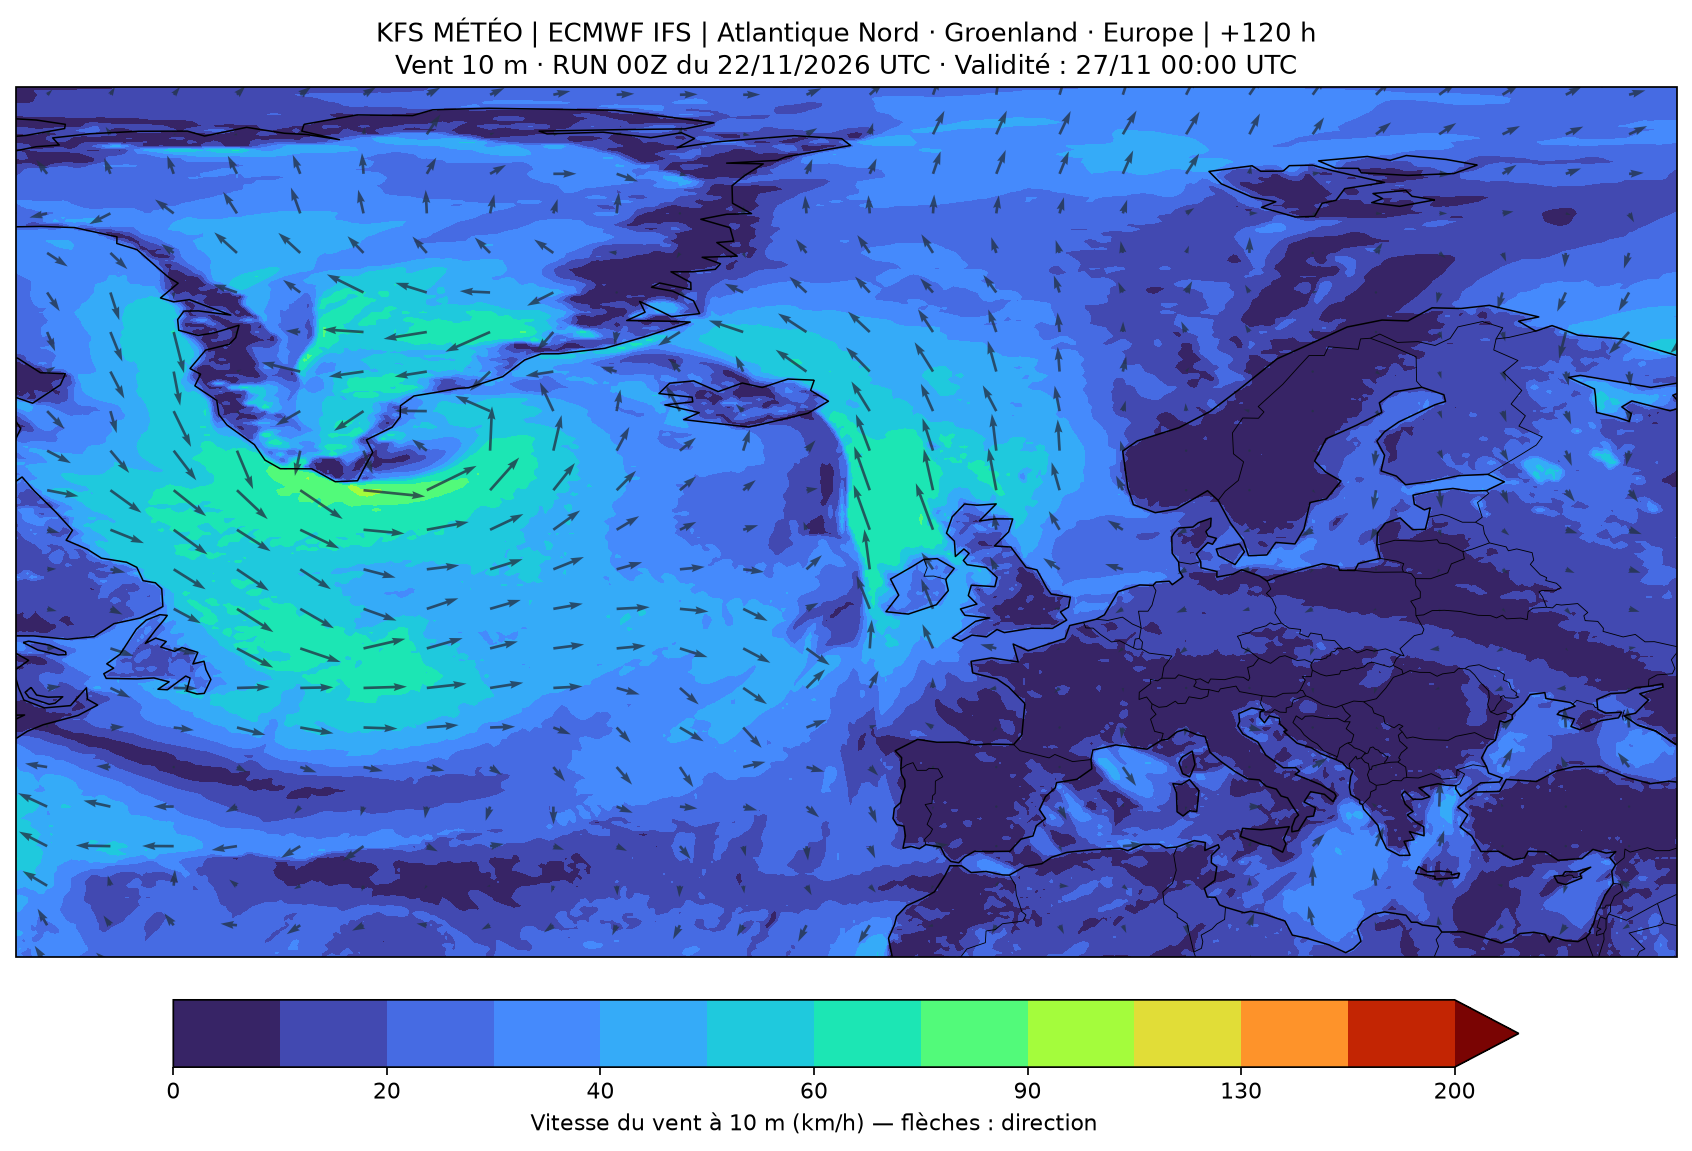 KFS MÉTÉO | ECMWF IFS | Atlantique Nord · Groenland · Europe | +120 h
Vent 10 m · RUN 00Z du 22/11/2026 UTC · Validité : 27/11 00:00 UTC
0 20 40 60 90 130 200
Vitesse du vent à 10 m (km/h) — flèches : direction